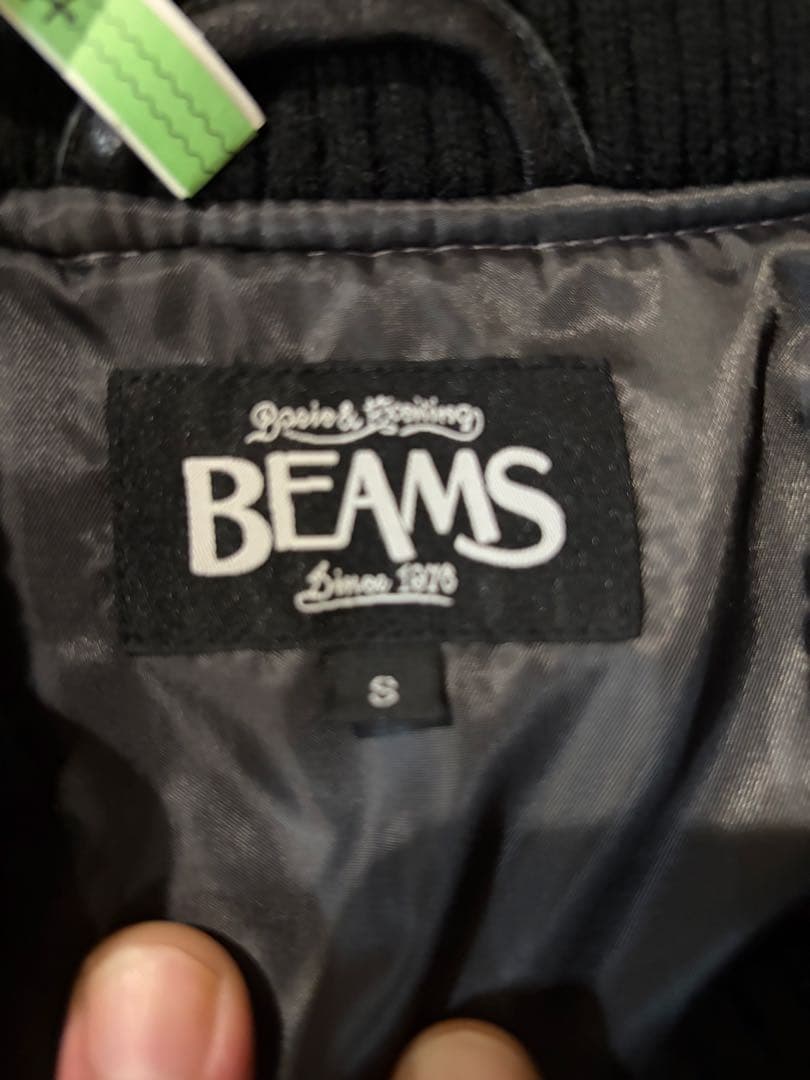 Basic & Exciting
BEAMS
Since 1976
S